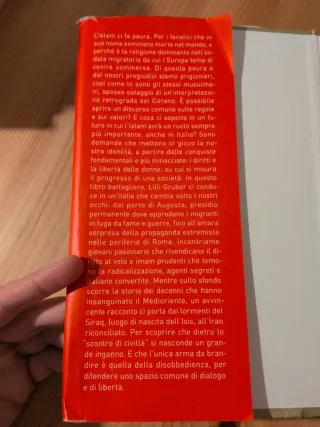 L'islam ci fa paura. Per i fanatici che in
suo nome seminano morte nel mondo, e
perché è la religione dominante nell'on-
data migratoria da cui l'Europa teme di
venire sommersa. Di questa paura e
dei nostri pregiudizi siamo prigionieri,
così come lo sono gli stessi musulma-
ni, spesso ostaggio di un'interpretazio-
ne retrograda del Corano. È possibile
aprire un discorso comune sulle regole
e sui valori? E cosa ci aspetta in un fu-
turo in cui l'islam avrà un ruolo sempre
più importante, anche in Italia? Sono
domande che mettono in gioco la no-
stra identità, a partire dalle conquiste
fondamentali e più minacciate: i diritti e
la libertà delle donne, su cui si misura
il progresso di una società. In questo
libro battagliero, Lilli Gruber ci condu-
ce in un'Italia che cambia sotto i nostri
occhi: dal porto di Augusta, presidio
permanente dove approdano i migranti
in fuga da fame e guerre, fino all'amara
sorpresa della propaganda estremista
nelle periferie di Roma, incontriamo
giovani pasionarie che rivendicano il di-
ritto al velo e imam prudenti che temo-
no la radicalizzazione, agenti segreti e
italiane convertite. Mentre sullo sfondo
scorre la storia dei decenni che hanno
insanguinato il Medioriente, un avvin-
cente racconto ci porta dai tormenti del
Siraq, luogo di nascita dell'Isis, all'Iran
riconciliato. Per scoprire che dietro lo
"scontro di civiltà" si nasconde un gran-
de inganno. E che l'unica arma da bran-
dire è quella della disobbedienza, per
difendere uno spazio comune di dialogo
e di libertà.